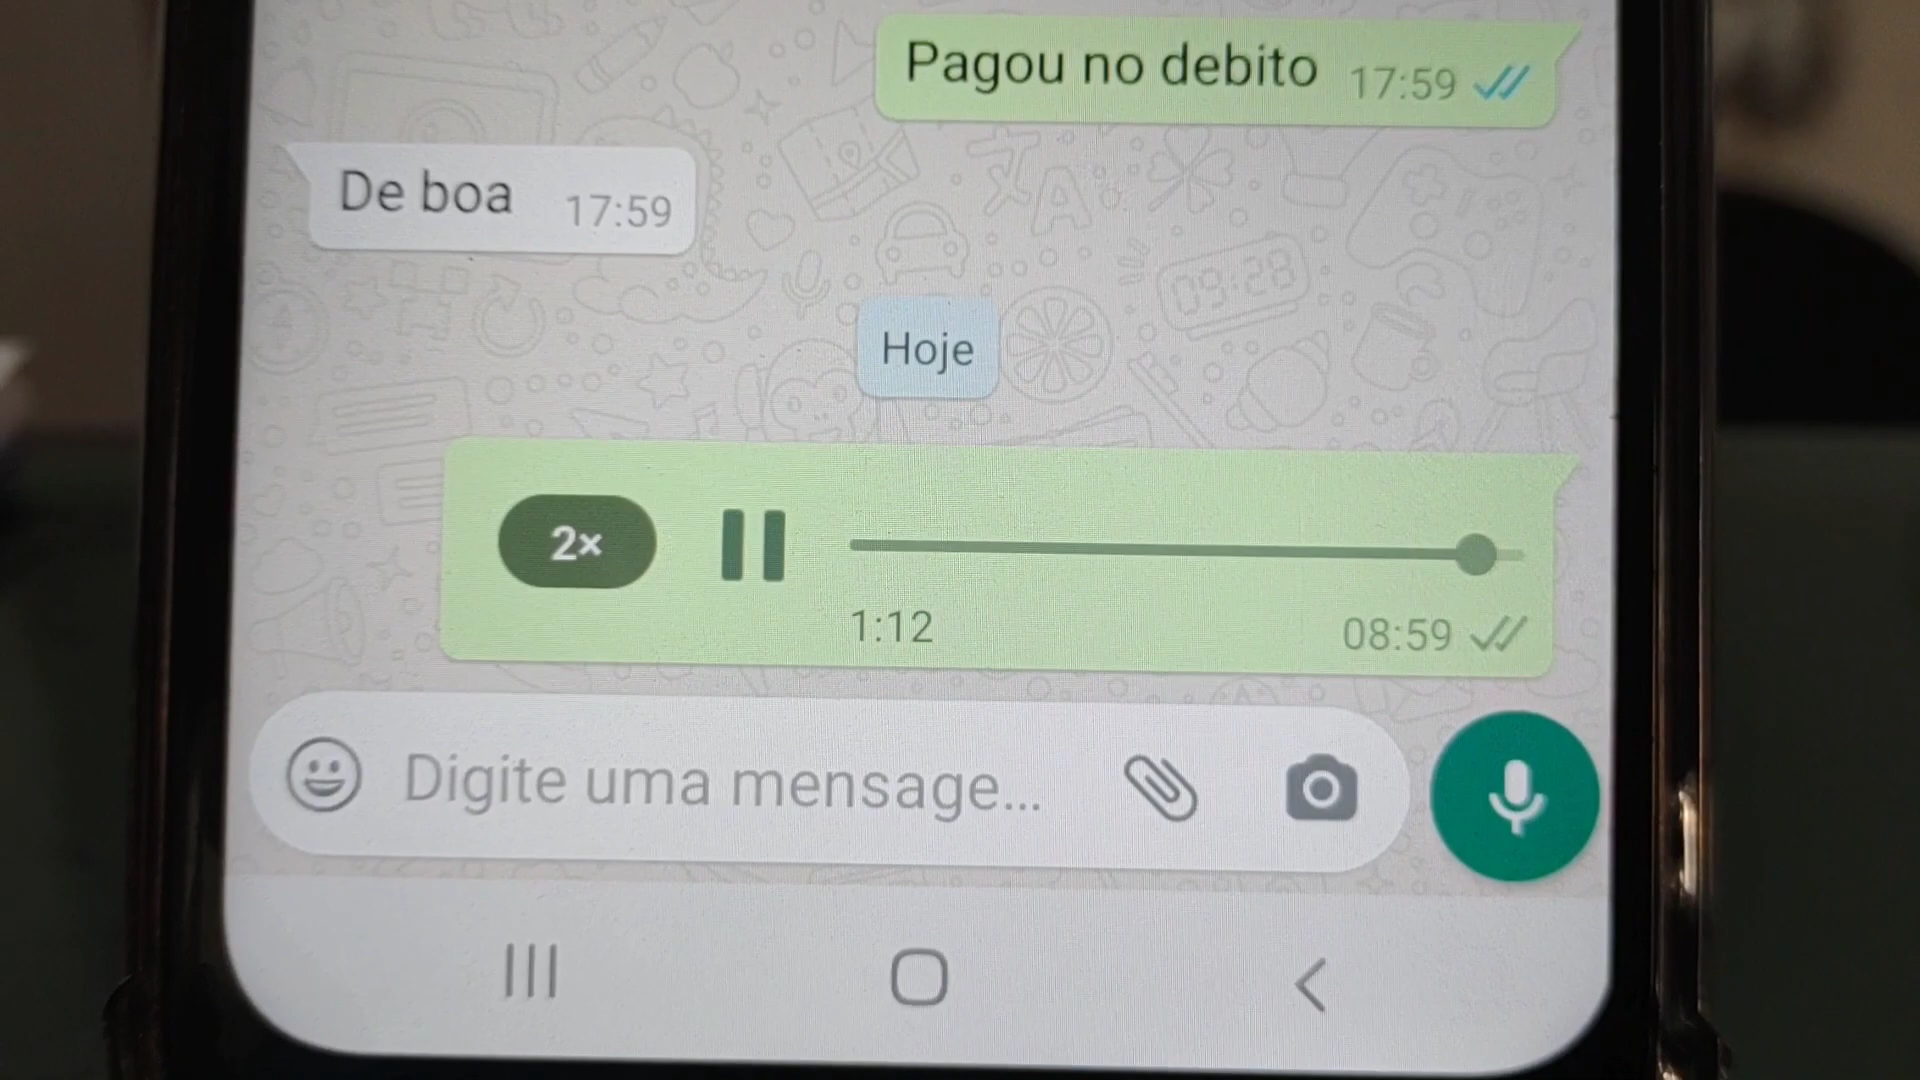 Pagou no debito 17:59
De boa 17:59
Hoje
2×
1:12 08:59
Digite uma mensage...